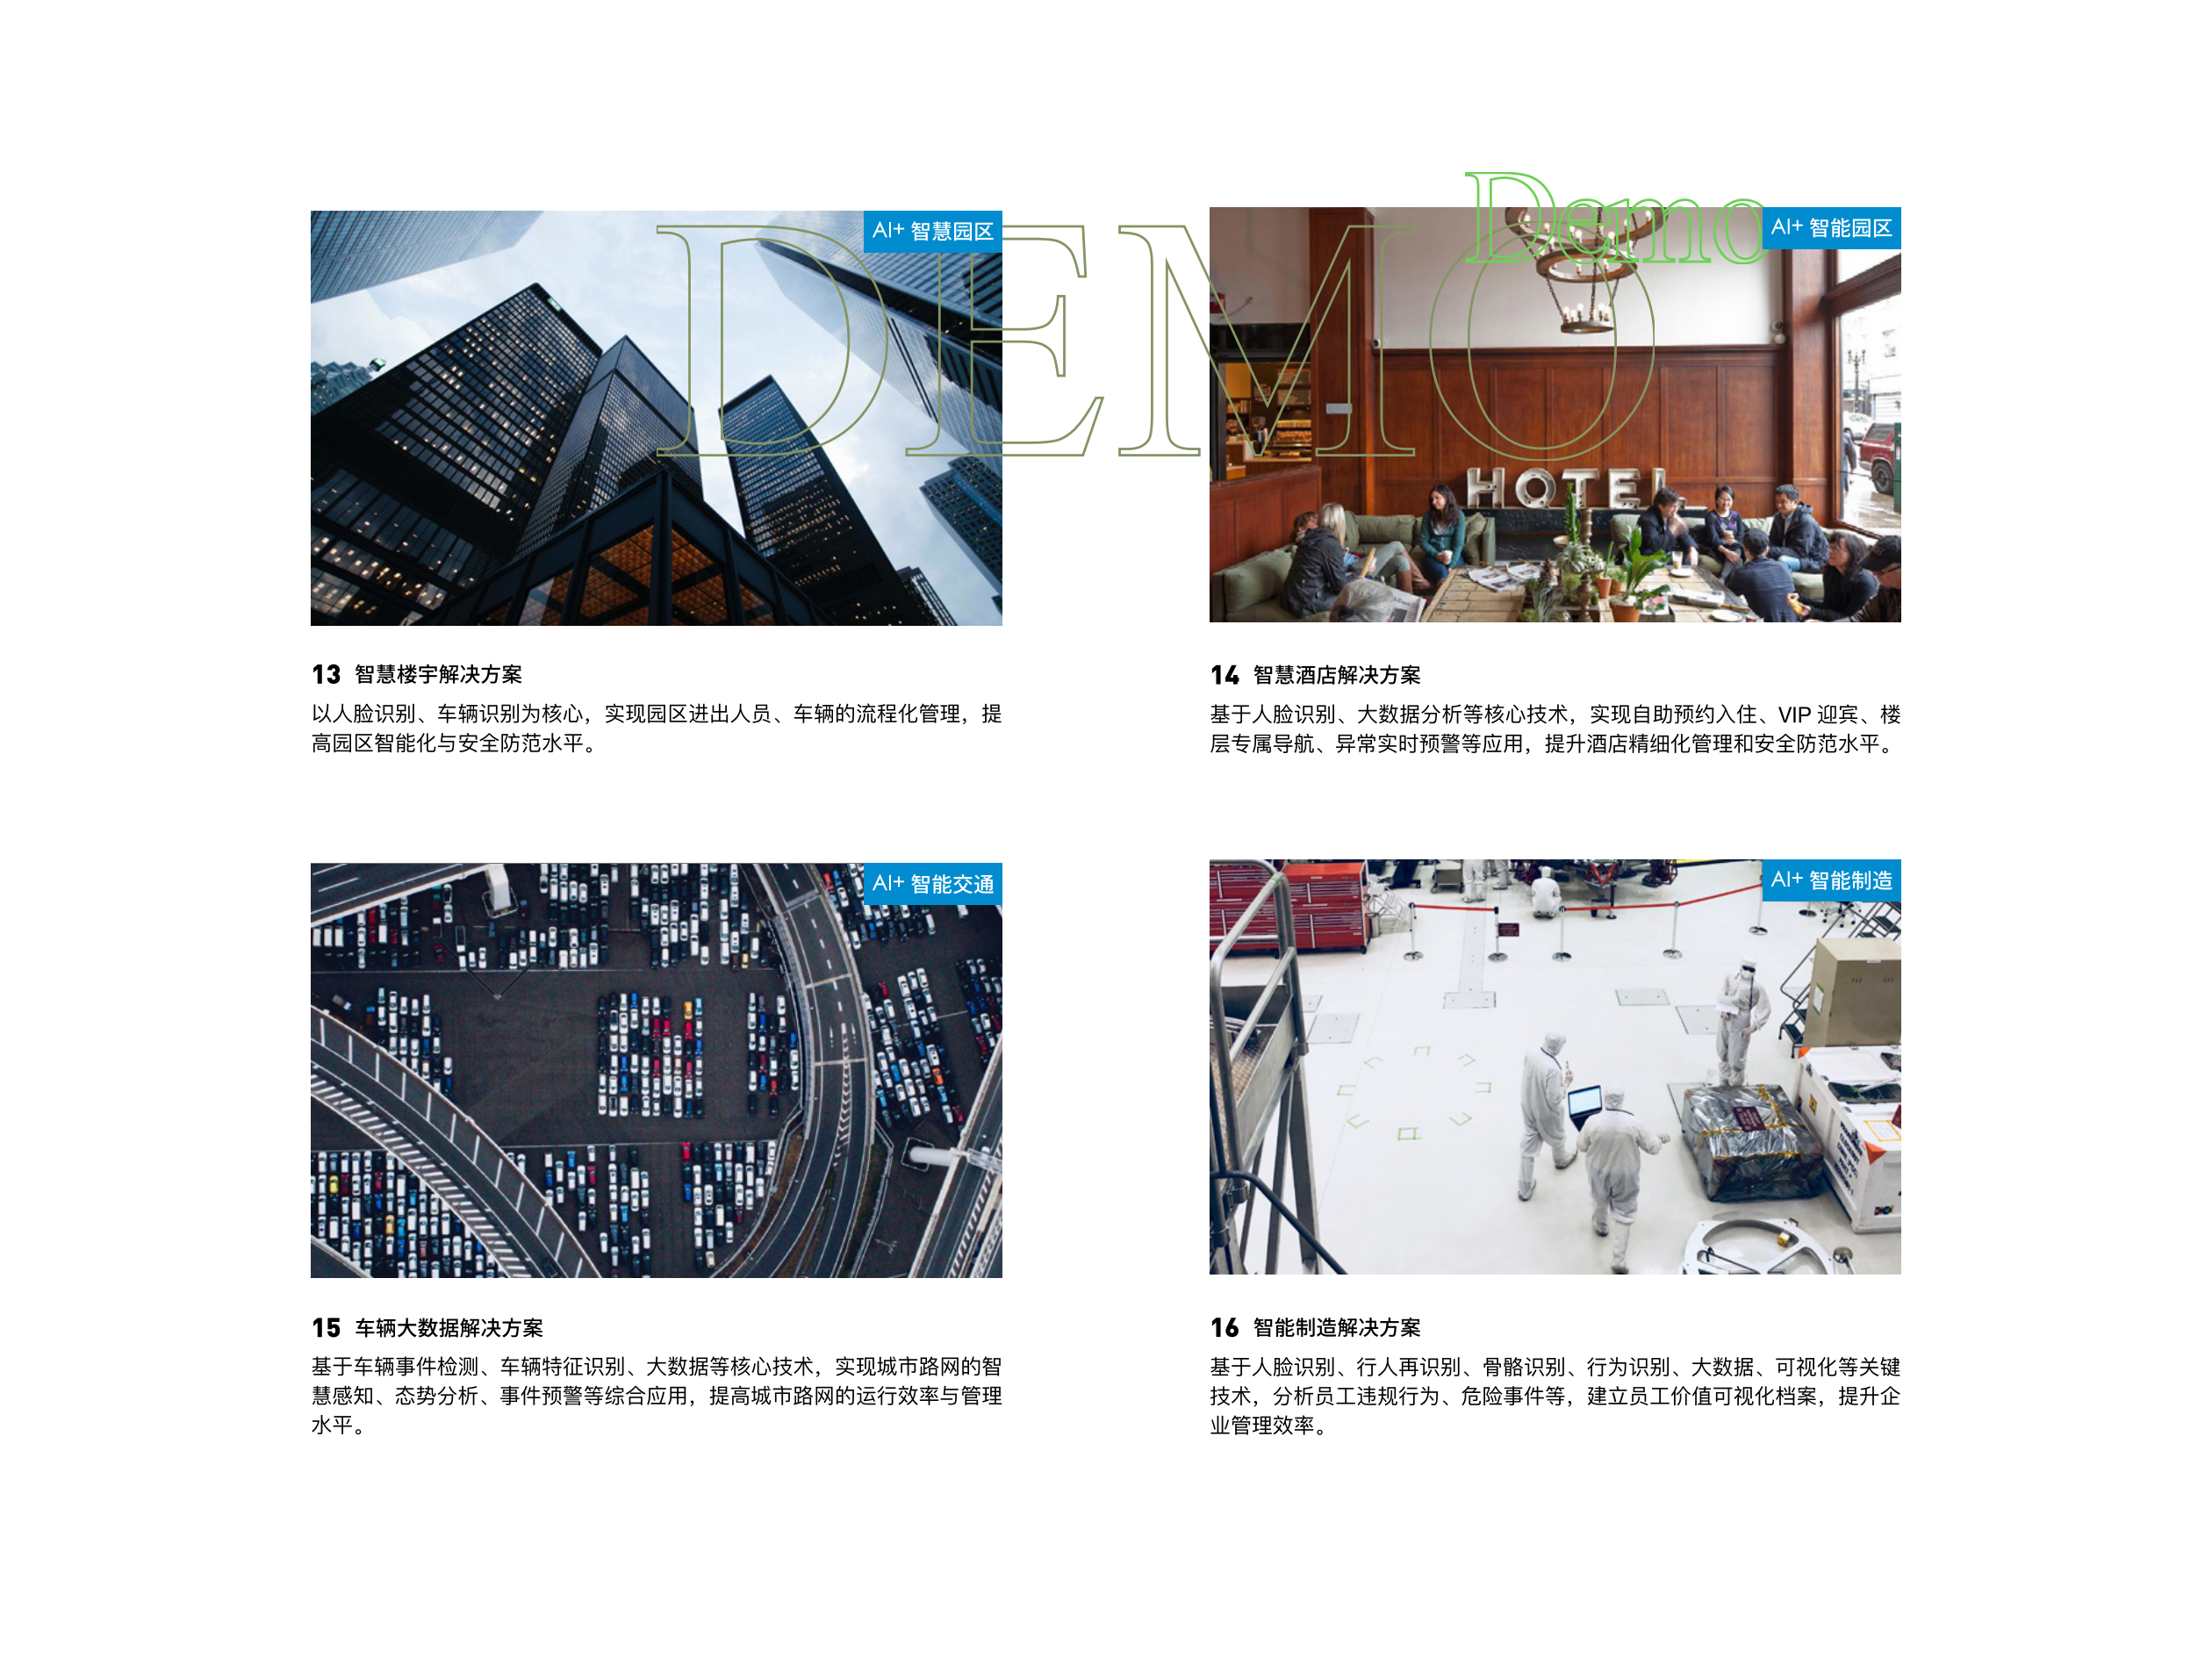 DEMO
Demo
AI+ 智慧园区
13 智慧楼宇解决方案
以人脸识别、车辆识别为核心，实现园区进出人员、车辆的流程化管理，提
高园区智能化与安全防范水平。
AI+ 智能园区
HOTEL
14 智慧酒店解决方案
基于人脸识别、大数据分析等核心技术，实现自助预约入住、VIP 迎宾、楼
层专属导航、异常实时预警等应用，提升酒店精细化管理和安全防范水平。
AI+ 智能交通
15 车辆大数据解决方案
基于车辆事件检测、车辆特征识别、大数据等核心技术，实现城市路网的智
慧感知、态势分析、事件预警等综合应用，提高城市路网的运行效率与管理
水平。
AI+ 智能制造
16 智能制造解决方案
基于人脸识别、行人再识别、骨骼识别、行为识别、大数据、可视化等关键
技术，分析员工违规行为、危险事件等，建立员工价值可视化档案，提升企
业管理效率。